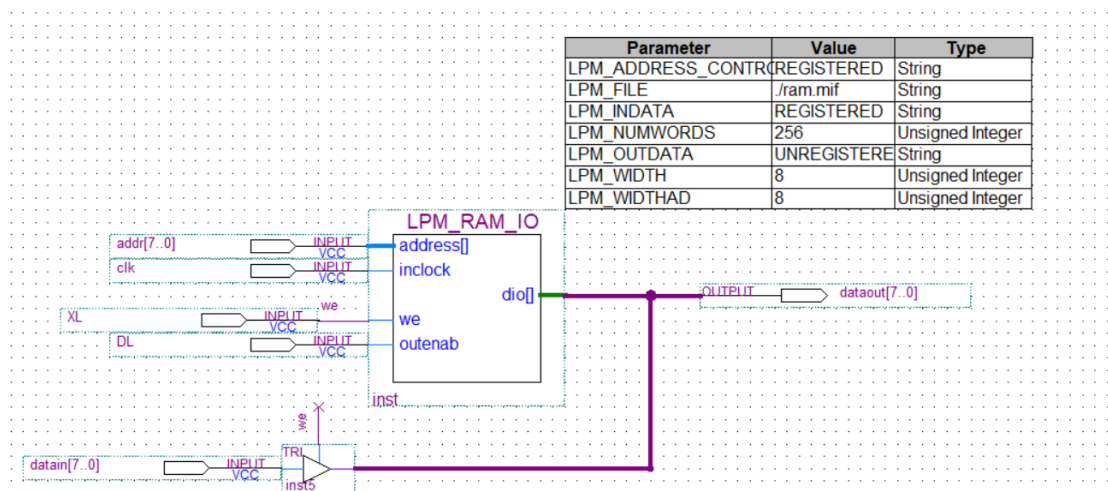 Parameter Value Type
LPM_ADDRESS_CONTRO REGISTERED String
LPM_FILE ./ram.mif String
LPM_INDATA REGISTERED String
LPM_NUMWORDS 256 Unsigned Integer
LPM_OUTDATA UNREGISTERE String
LPM_WIDTH 8 Unsigned Integer
LPM_WIDTHAD 8 Unsigned Integer
LPM_RAM_IO
addr[7..0] INPUT VCC address[]
clk INPUT VCC inclock
dio[] OUTPUT dataout[7..0]
XL INPUT VCC we we
DL INPUT VCC outenab
inst
we
datain[7..0] INPUT VCC TRI
inst5